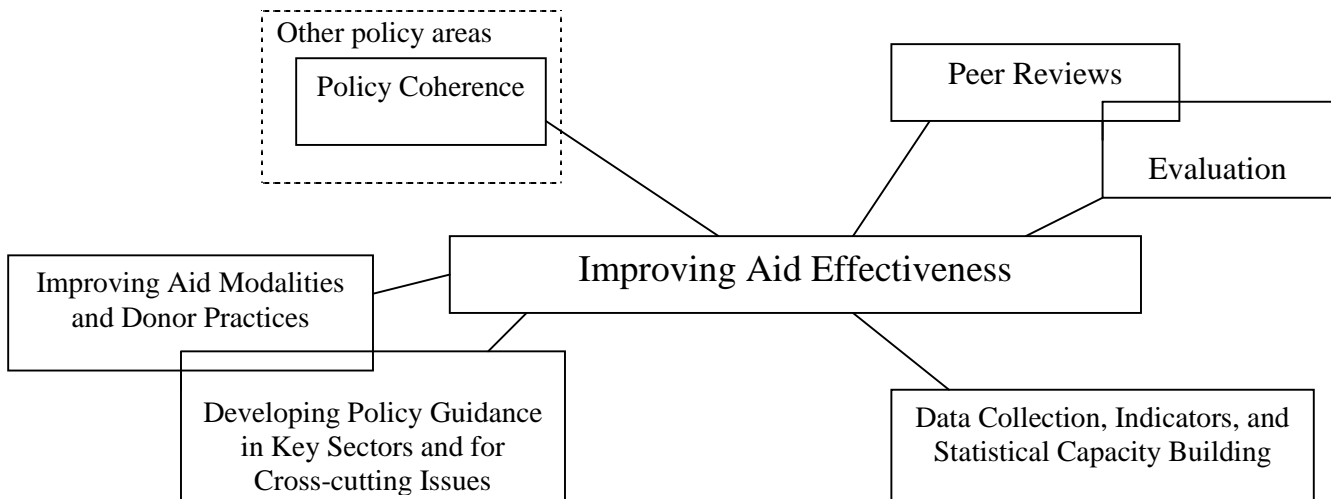 Other policy areas
Policy Coherence
Peer Reviews
Evaluation
Improving Aid Effectiveness
Improving Aid Modalities
and Donor Practices
Developing Policy Guidance
in Key Sectors and for
Cross-cutting Issues
Data Collection, Indicators, and
Statistical Capacity Building